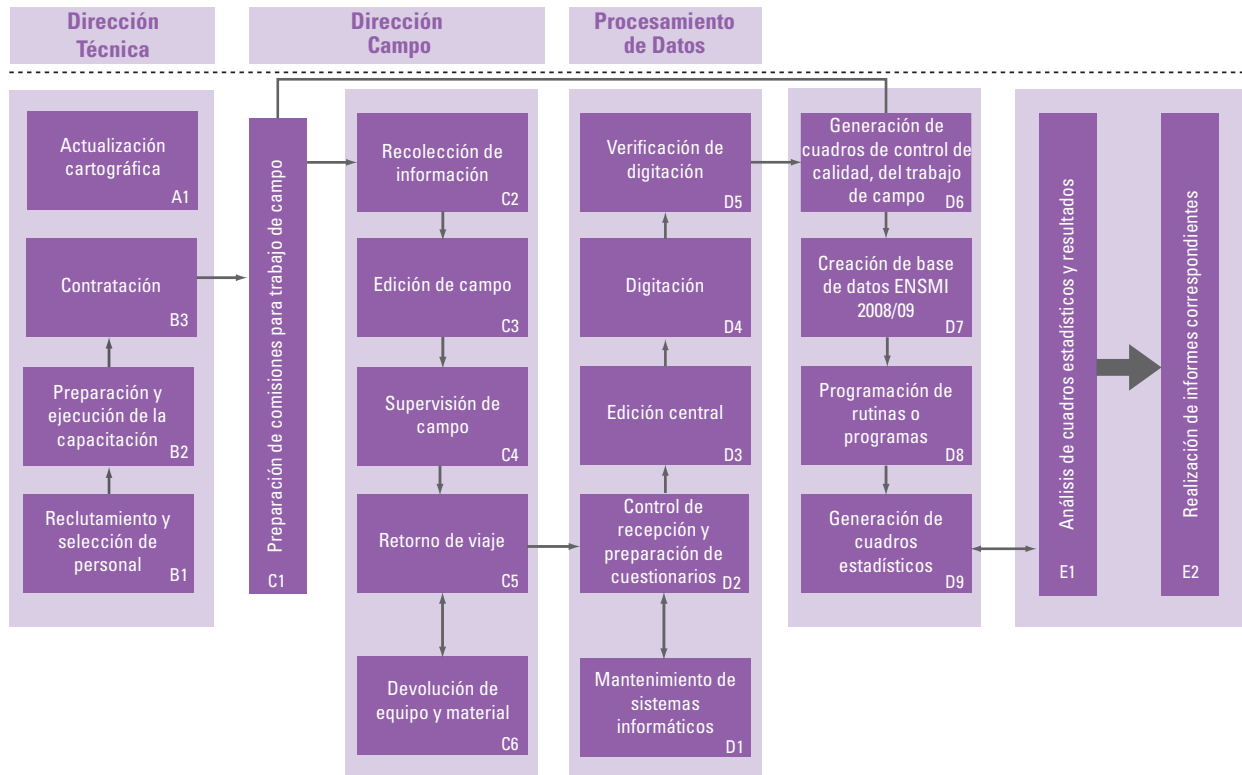 Dirección
Técnica
Dirección
Campo
Procesamiento
de Datos
Actualización
cartográfica
A1
Contratación
B3
Preparación y
ejecución de la
capacitación
B2
Reclutamiento y
selección de
personal
B1
Preparación de comisiones para trabajo de campo
C1
Recolección de
información
C2
Edición de campo
C3
Supervisión de
campo
C4
Retorno de viaje
C5
Devolución de
equipo y material
C6
Verificación de
digitación
D5
Digitación
D4
Edición central
D3
Control de
recepción y
preparación de
cuestionarios
D2
Mantenimiento de
sistemas
informáticos
D1
Generación de
cuadros de control de
calidad, del trabajo
de campo
D6
Creación de base
de datos ENSMI
2008/09
D7
Programación de
rutinas o
programas
D8
Generación de
cuadros
estadísticos
D9
Análisis de cuadros estadísticos y resultados
E1
Realización de informes correspondientes
E2